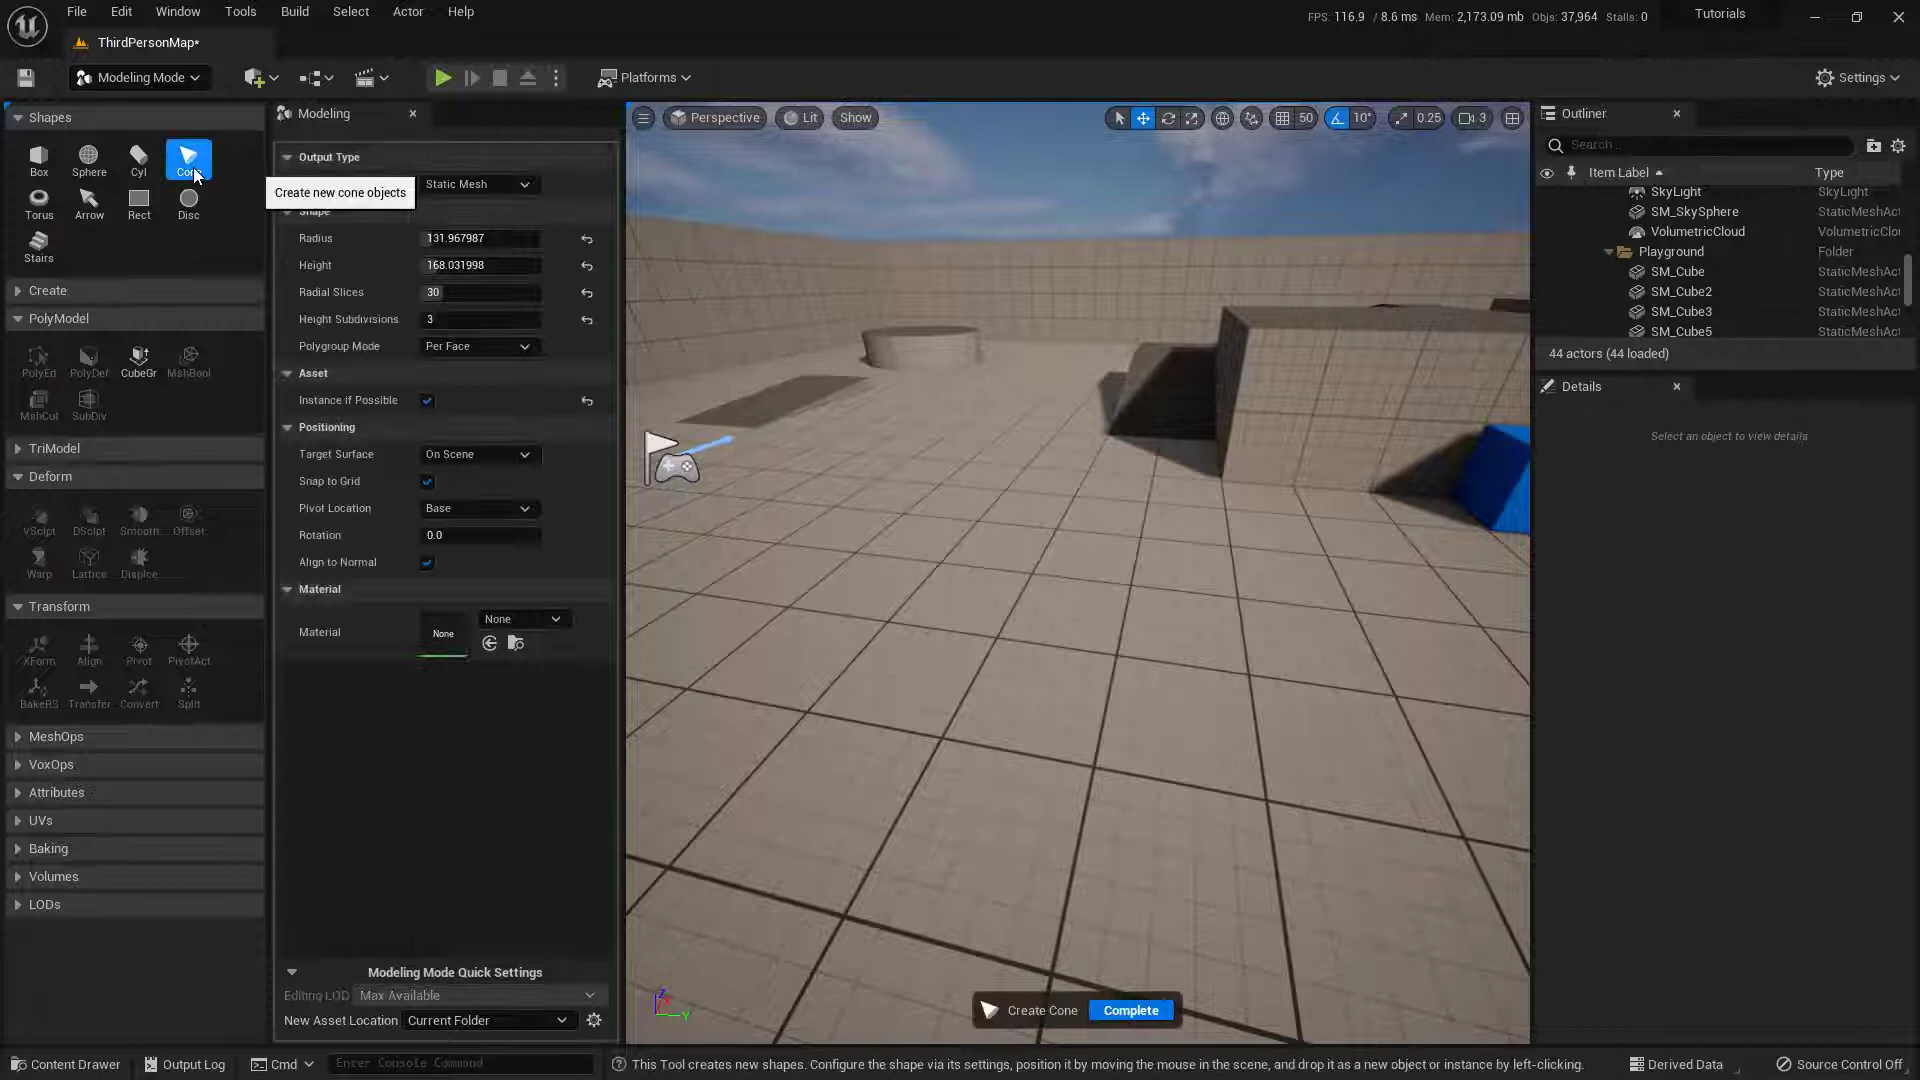 File Edit Window Tools Build Select Actor Help
FPS: 116.9 / 8.6 ms Mem: 2,173.09 mb Objs: 37,964 Stalls: 0
Tutorials
ThirdPersonMap*
Modeling Mode
Platforms
Settings
Shapes
Box Sphere Cyl
Torus Arrow Rect Disc
Stairs
Create
PolyModel
PolyEd PolyDef CubeGr MshBool
MshCut SubDiv
TriModel
Deform
VSclpt DSclpt Smooth Offset
Warp Lattice Displce
Transform
XForm Align Pivot PivotAct
BakeRS Transfer Convert Split
MeshOps
VoxOps
Attributes
UVs
Baking
Volumes
LODs
Modeling
Output Type
Static Mesh
Create new cone objects
Shape
Radius 131.967987
Height 168.031998
Radial Slices 30
Height Subdivisions 3
Polygroup Mode Per Face
Asset
Instance if Possible
Positioning
Target Surface On Scene
Snap to Grid
Pivot Location Base
Rotation 0.0
Align to Normal
Material
Material None None
Modeling Mode Quick Settings
Editing LOD Max Available
New Asset Location Current Folder
Perspective Lit Show
50 10° 0.25 3
Z
Y
Create Cone Complete
Outliner
Search...
Item Label Type
SkyLight SkyLight
SM_SkySphere StaticMeshAct
VolumetricCloud VolumetricClou
Playground Folder
SM_Cube StaticMeshAct
SM_Cube2 StaticMeshAct
SM_Cube3 StaticMeshAct
SM_Cube5 StaticMeshAct
44 actors (44 loaded)
Details
Select an object to view details
Content Drawer Output Log Cmd Enter Console Command
This Tool creates new shapes. Configure the shape via its settings, position it by moving the mouse in the scene, and drop it as a new object or instance by left-clicking.
Derived Data Source Control Off